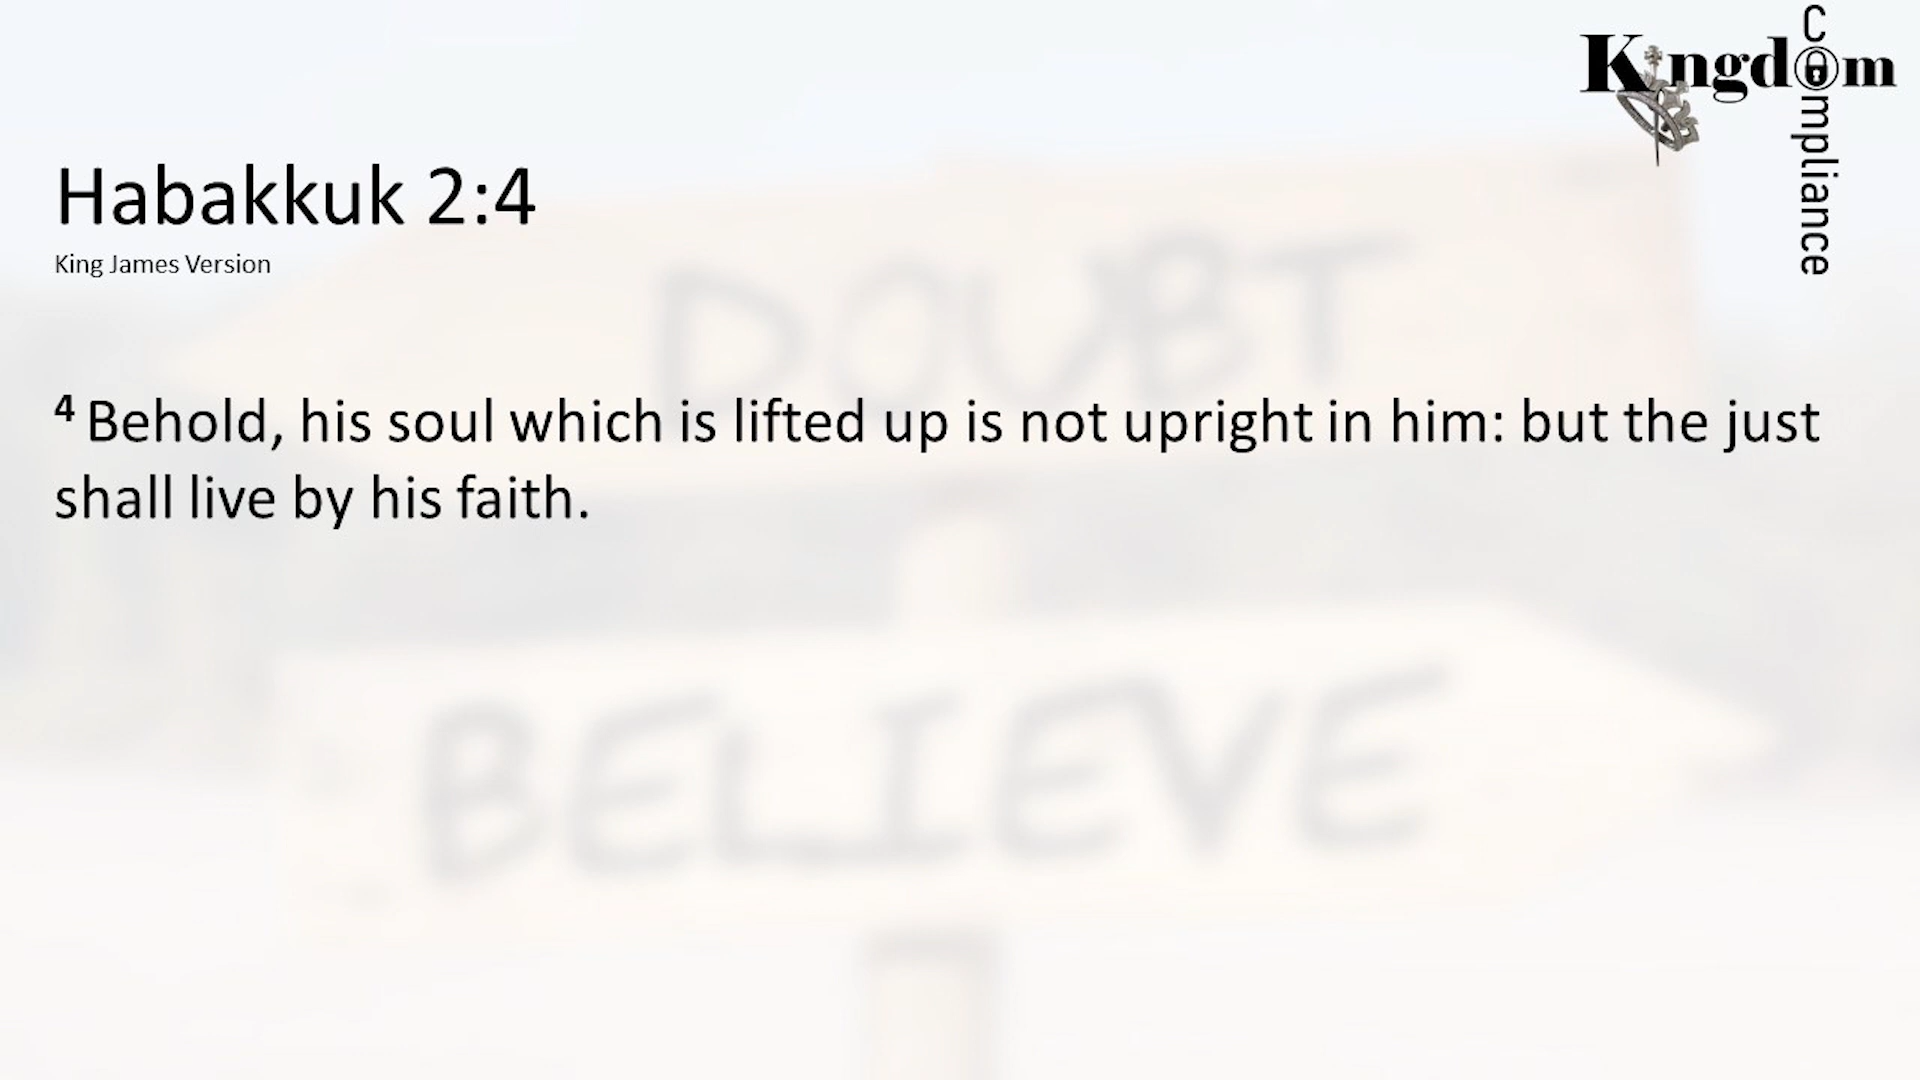 Kingdom
Compliance
Habakkuk 2:4
King James Version
4 Behold, his soul which is lifted up is not upright in him: but the just
shall live by his faith.
DOUBT
BELIEVE